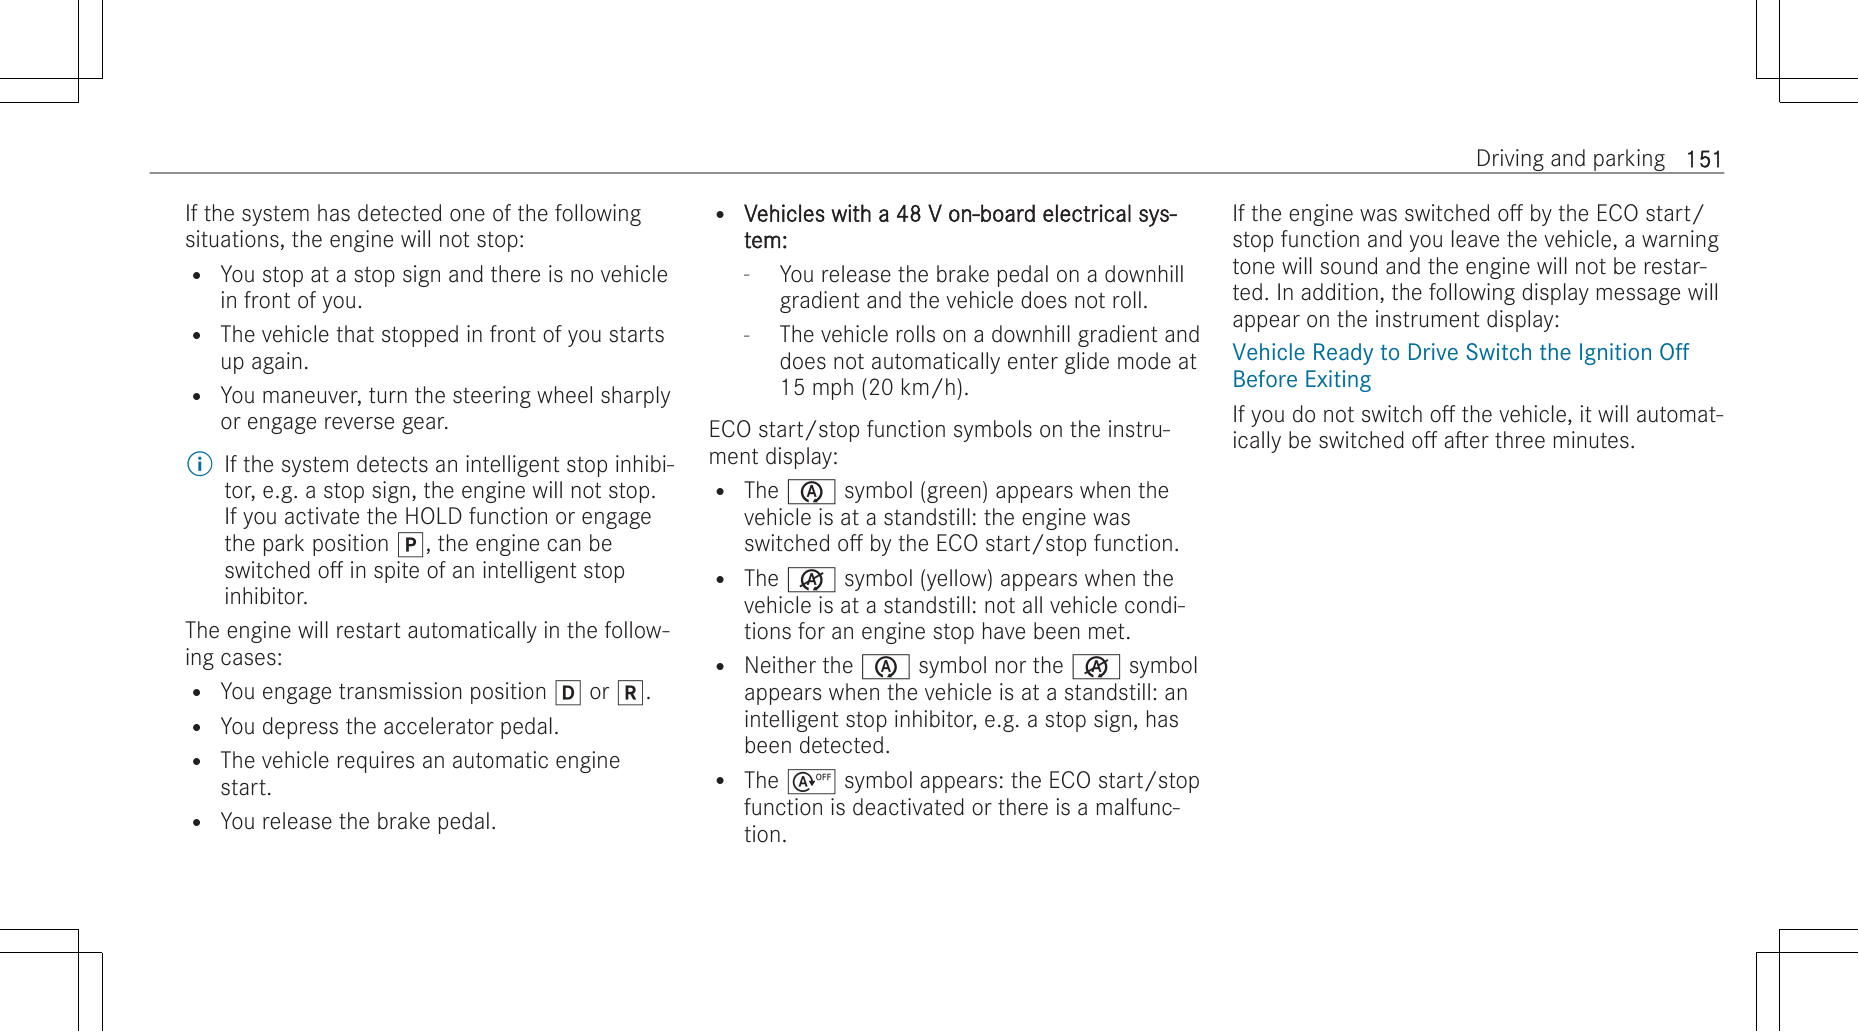 Driving and parking 151
If the system has detected one of the following
situations, the engine will not stop:
• You stop at a stop sign and there is no vehicle
in front of you.
• The vehicle that stopped in front of you starts
up again.
• You maneuver, turn the steering wheel sharply
or engage reverse gear.
i If the system detects an intelligent stop inhibi-
tor, e.g. a stop sign, the engine will not stop.
If you activate the HOLD function or engage
the park position P, the engine can be
switched off in spite of an intelligent stop
inhibitor.
The engine will restart automatically in the follow-
ing cases:
• You engage transmission position D or R.
• You depress the accelerator pedal.
• The vehicle requires an automatic engine
start.
• You release the brake pedal.
• Vehicles with a 48 V on-board electrical sys-
tem:
- You release the brake pedal on a downhill
gradient and the vehicle does not roll.
- The vehicle rolls on a downhill gradient and
does not automatically enter glide mode at
15 mph (20 km/h).
ECO start/stop function symbols on the instru-
ment display:
• The A symbol (green) appears when the
vehicle is at a standstill: the engine was
switched off by the ECO start/stop function.
• The A symbol (yellow) appears when the
vehicle is at a standstill: not all vehicle condi-
tions for an engine stop have been met.
• Neither the A symbol nor the A symbol
appears when the vehicle is at a standstill: an
intelligent stop inhibitor, e.g. a stop sign, has
been detected.
• The A OFF symbol appears: the ECO start/stop
function is deactivated or there is a malfunc-
tion.
If the engine was switched off by the ECO start/
stop function and you leave the vehicle, a warning
tone will sound and the engine will not be restar-
ted. In addition, the following display message will
appear on the instrument display:
Vehicle Ready to Drive Switch the Ignition Off
Before Exiting
If you do not switch off the vehicle, it will automat-
ically be switched off after three minutes.